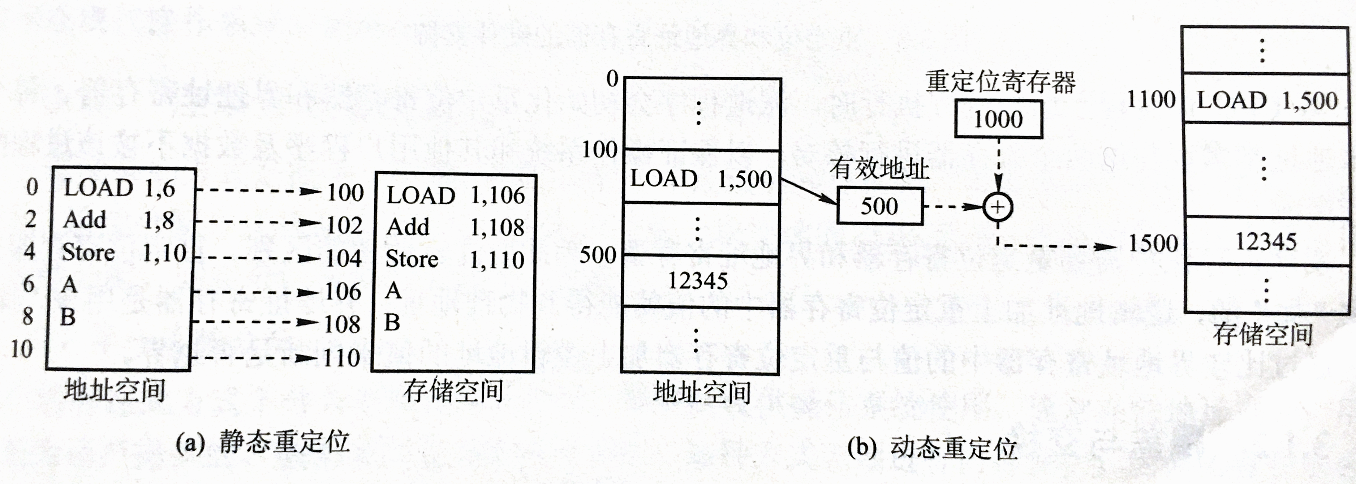 0
LOAD 1,6
100
LOAD 1,106
2
Add 1,8
102
Add 1,108
4
Store 1,10
104
Store 1,110
6
A
106
A
8
B
108
B
10
110
地址空间
存储空间
(a) 静态重定位
0
⋮
100
LOAD 1,500
⋮
500
12345
⋮
地址空间
重定位寄存器
1000
有效地址
500
+
⋮
1100
LOAD 1,500
⋮
1500
12345
⋮
存储空间
(b) 动态重定位
3.1